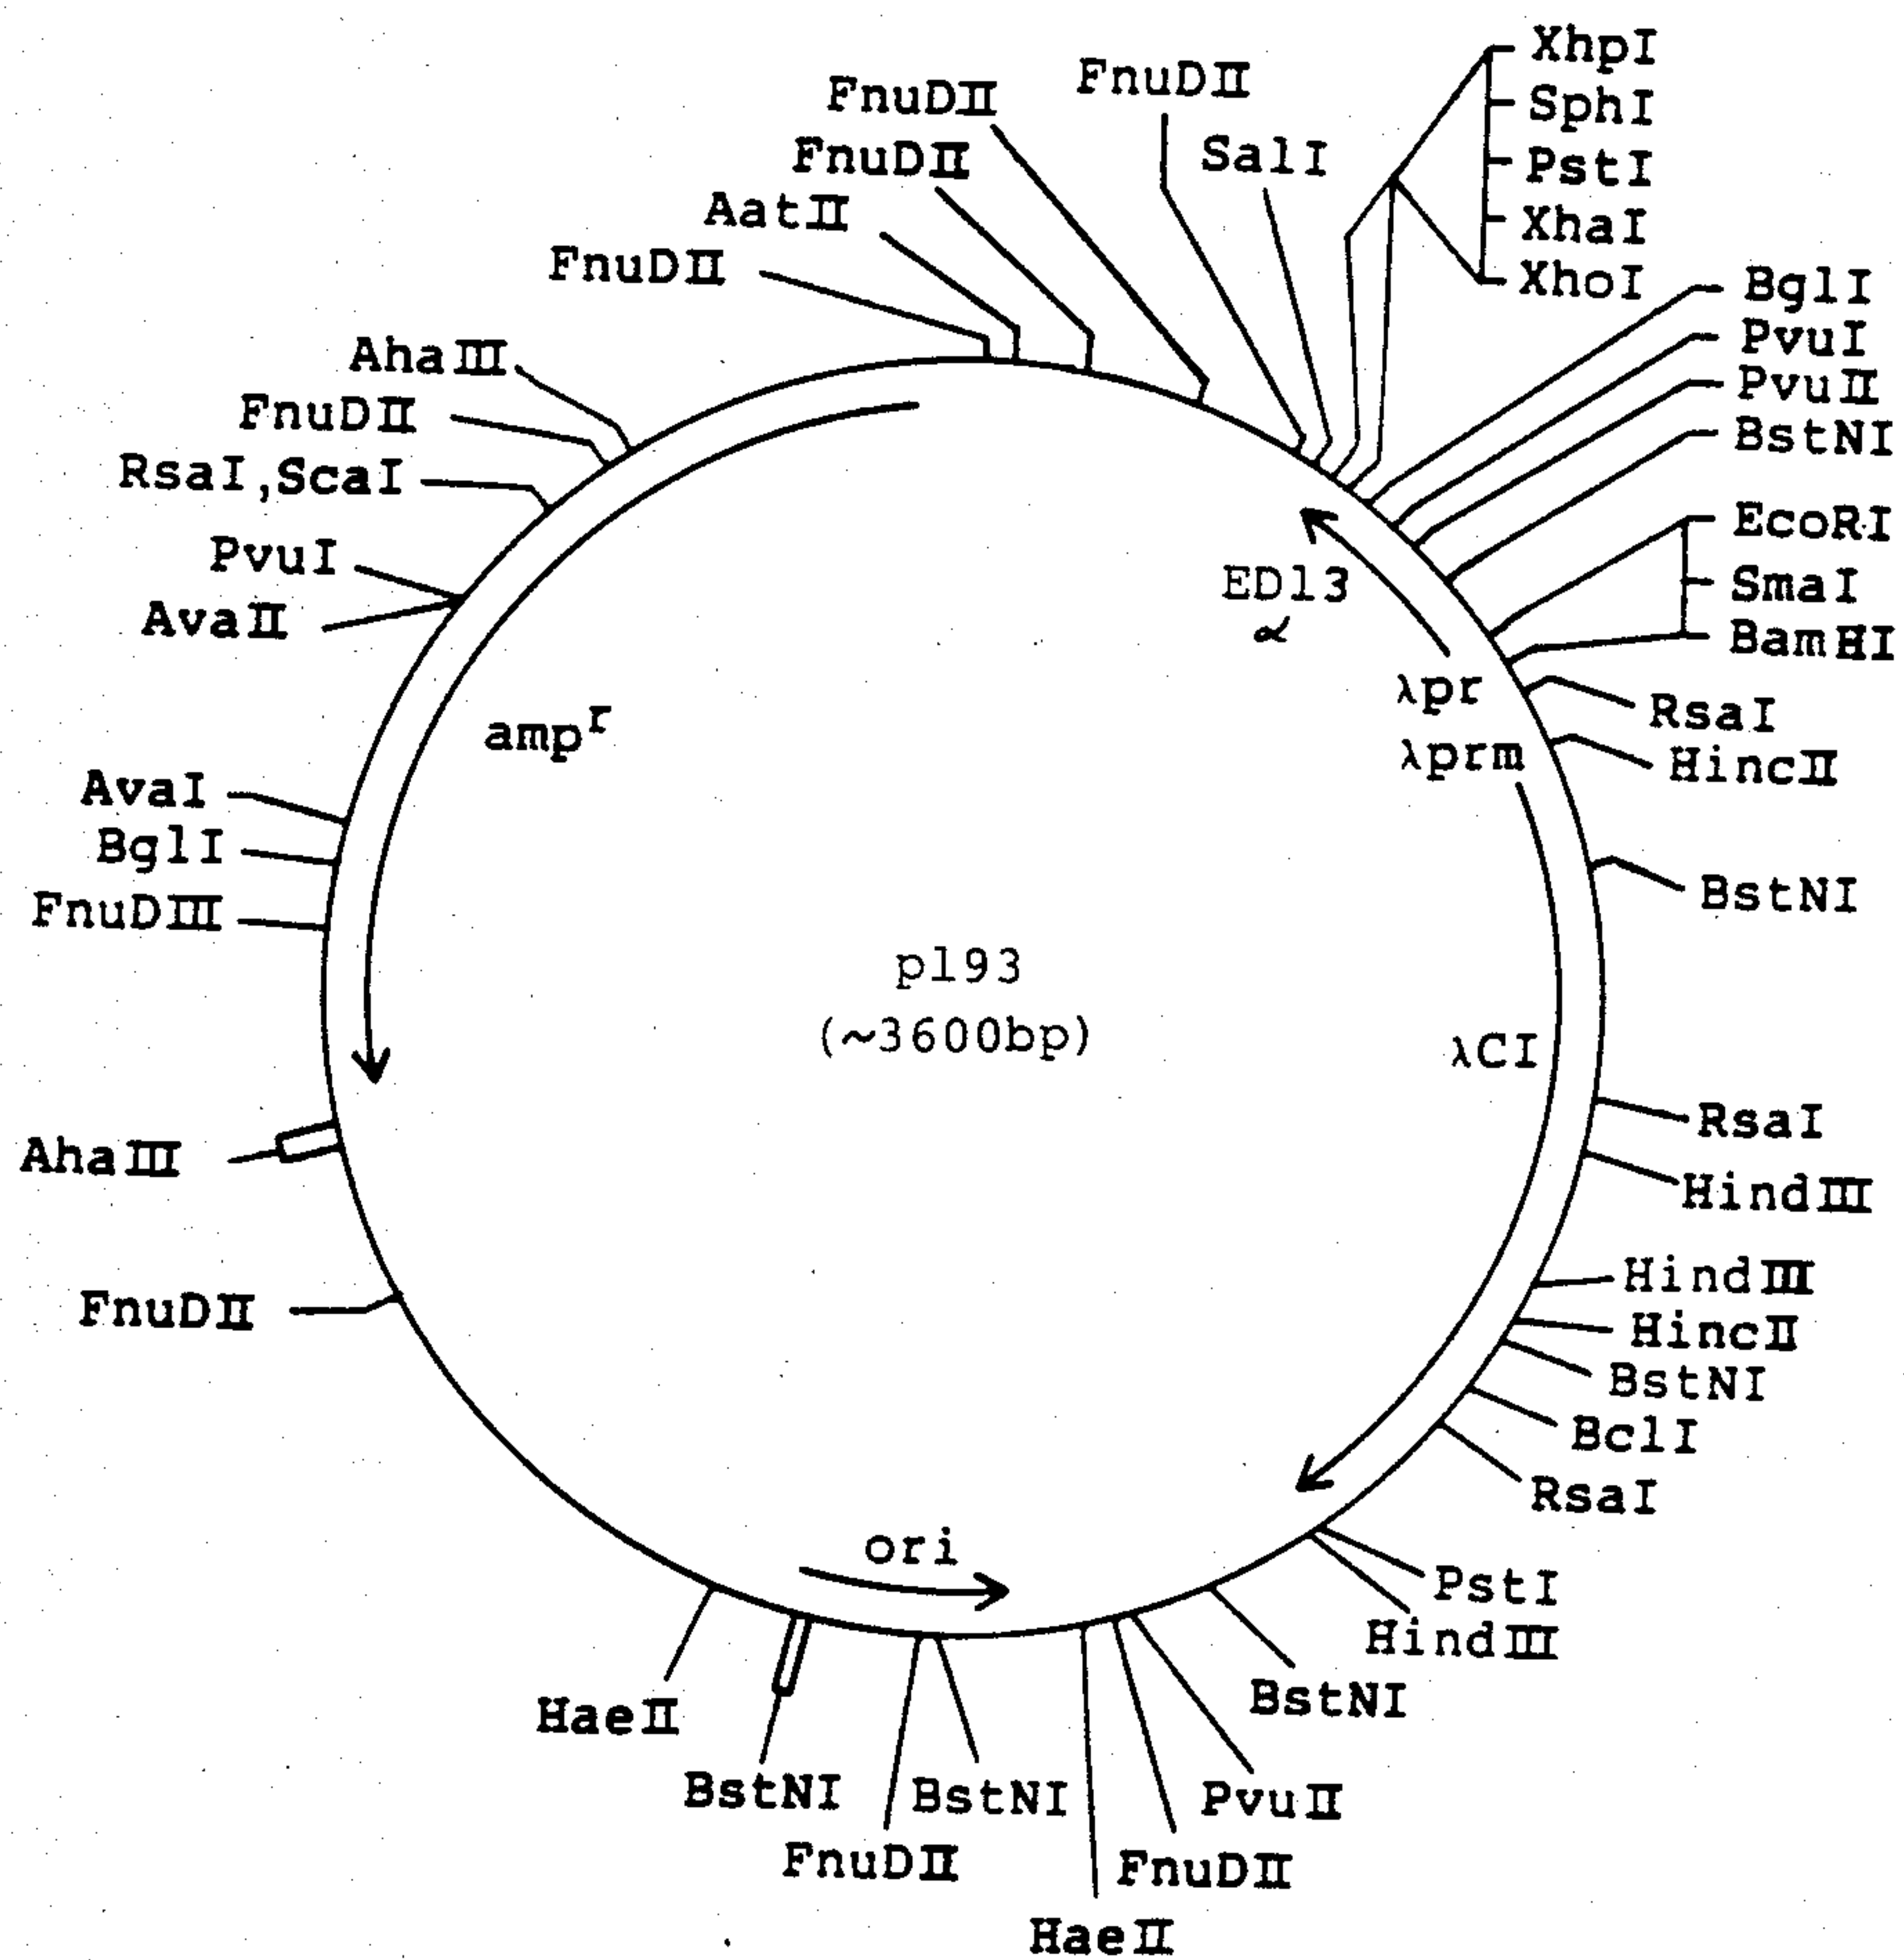 XhpI
SphI
PstI
XhaI
XhoI
FnuDII
FnuDII
FnuDII
SalI
AatII
FnuDII
AhaIII
FnuDII
RsaI,ScaI
PvuI
AvaII
AvaI
BglI
FnuDIII
AhaIII
FnuDII
BglI
PvuI
PvuII
BstNI
EcoRI
SmaI
BamHI
RsaI
HincII
BstNI
RsaI
HindIII
HindIII
HincII
BstNI
BclI
RsaI
PstI
HindIII
BstNI
PvuII
FnuDII
HaeII
BstNI
FnuDII
BstNI
HaeII
ED13
α
λpr
λprm
ampʳ
p193
(~3600bp)
λCI
ori